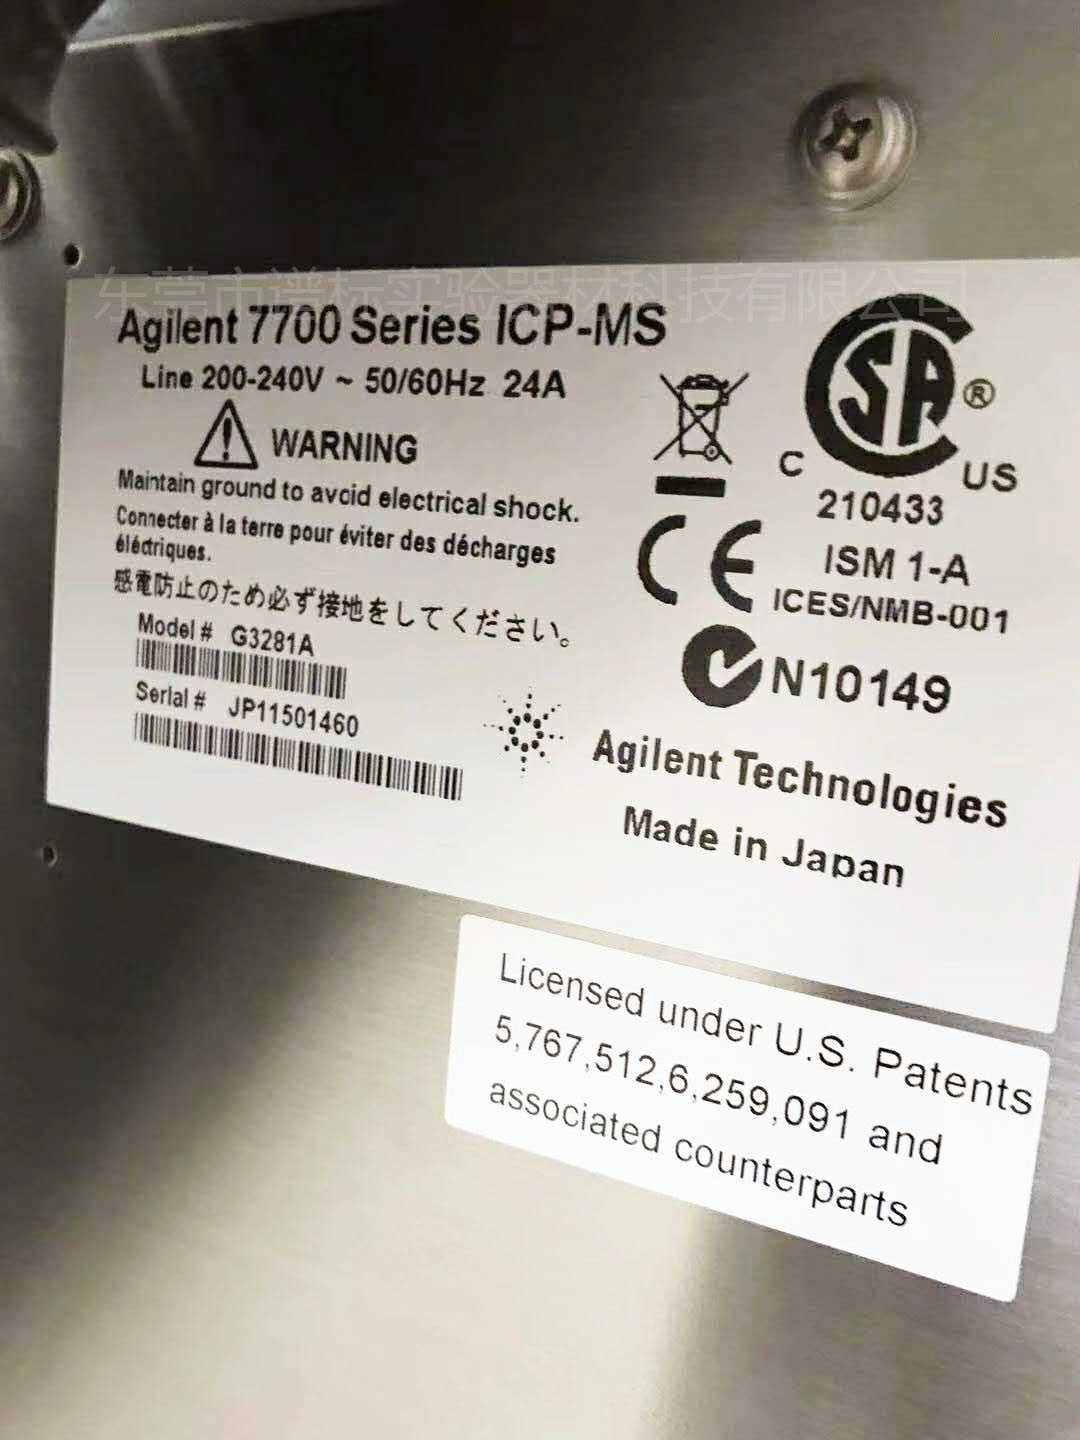 东莞市谱标实验器材科技有限公司
Agilent 7700 Series ICP-MS
Line 200-240V ~ 50/60Hz 24A
WARNING
Maintain ground to avoid electrical shock.
Connecter à la terre pour éviter des décharges
éléctriques.
感電防止のため必ず接地をしてください。
Model # G3281A
Serial # JP11501460
CSA®
C US
210433
CE
ISM 1-A
ICES/NMB-001
N10149
Agilent Technologies
Made in Japan
Licensed under U.S. Patents
5,767,512,6,259,091 and
associated counterparts